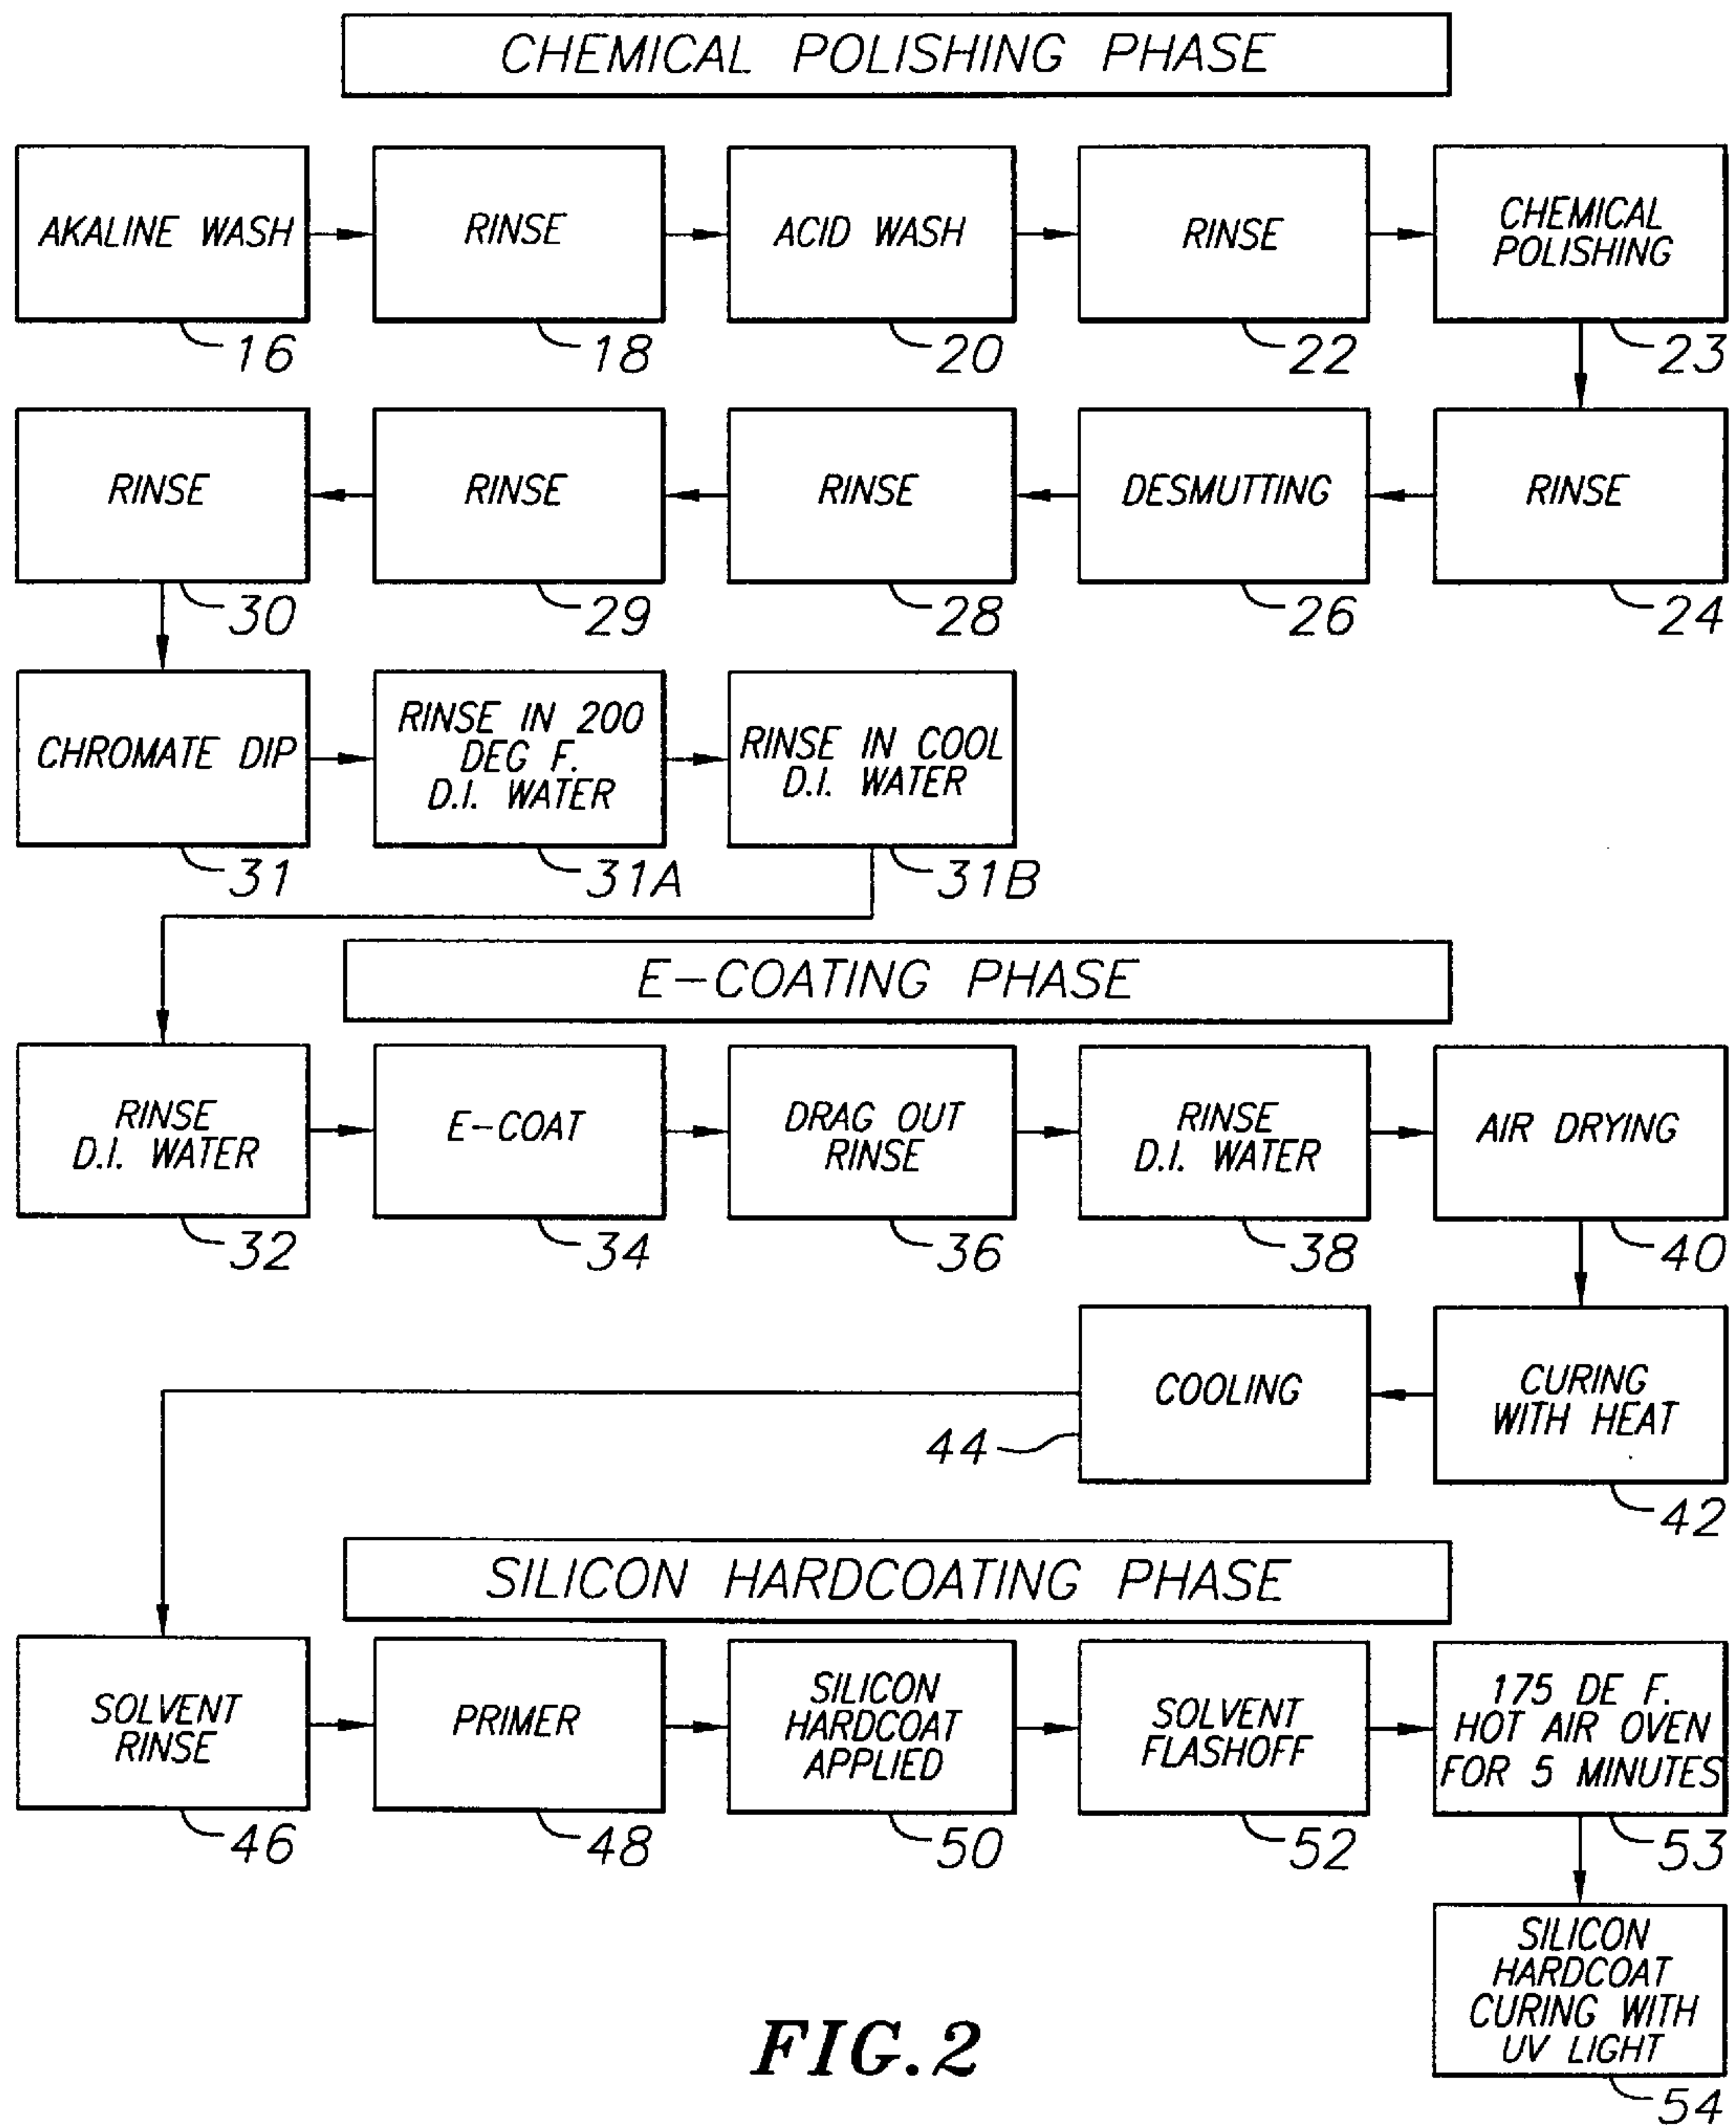 CHEMICAL POLISHING PHASE
AKALINE WASH
16
RINSE
18
ACID WASH
20
RINSE
22
CHEMICAL
POLISHING
23
RINSE
24
DESMUTTING
26
RINSE
28
RINSE
29
RINSE
30
CHROMATE DIP
31
RINSE IN 200
DEG F.
D.I. WATER
31A
RINSE IN COOL
D.I. WATER
31B
E-COATING PHASE
RINSE
D.I. WATER
32
E-COAT
34
DRAG OUT
RINSE
36
RINSE
D.I. WATER
38
AIR DRYING
40
CURING
WITH HEAT
42
COOLING
44
SILICON HARDCOATING PHASE
SOLVENT
RINSE
46
PRIMER
48
SILICON
HARDCOAT
APPLIED
50
SOLVENT
FLASHOFF
52
175 DE F.
HOT AIR OVEN
FOR 5 MINUTES
53
SILICON
HARDCOAT
CURING WITH
UV LIGHT
54
FIG.2